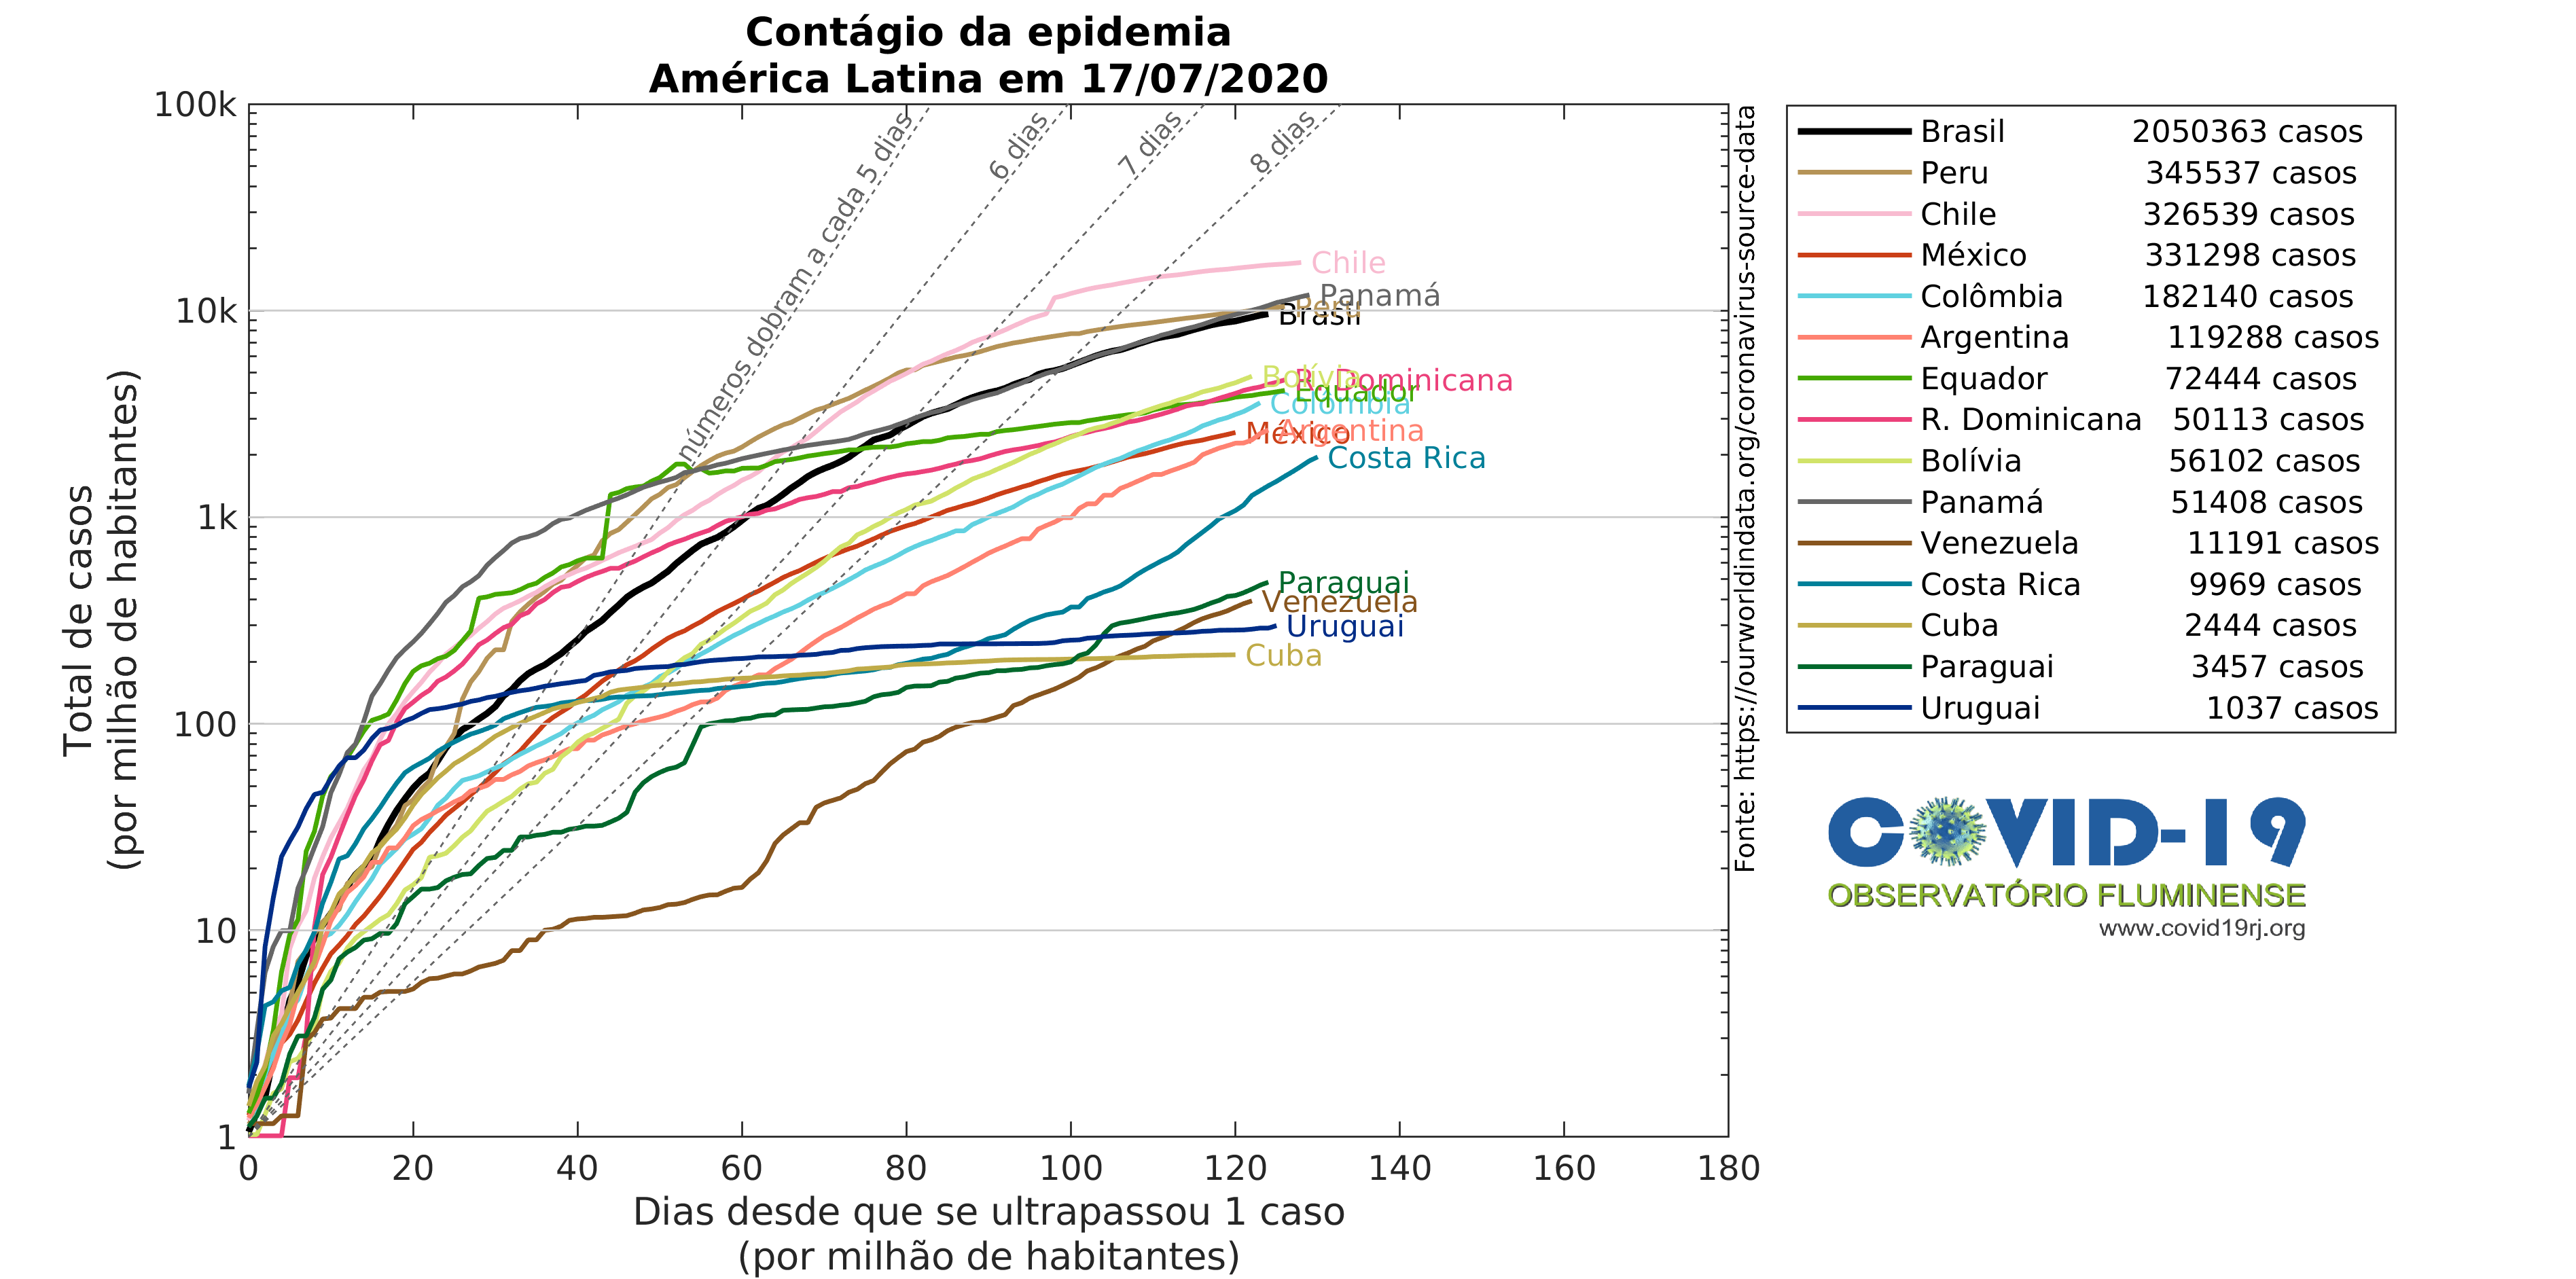 Contágio da epidemia
América Latina em 17/07/2020
100k
10k
1k
100
10
1
Total de casos
(por milhão de habitantes)
0 20 40 60 80 100 120 140 160 180
Dias desde que se ultrapassou 1 caso
(por milhão de habitantes)
números dobram a cada 5 dias
6 dias
7 dias
8 dias
Chile
Panamá
Peru
Brasil
Bolívia
R. Dominicana
Equador
Colômbia
México
Argentina
Costa Rica
Paraguai
Venezuela
Uruguai
Cuba
Fonte: https://ourworldindata.org/coronavirus-source-data
Brasil 2050363 casos
Peru 345537 casos
Chile 326539 casos
México 331298 casos
Colômbia 182140 casos
Argentina 119288 casos
Equador 72444 casos
R. Dominicana 50113 casos
Bolívia 56102 casos
Panamá 51408 casos
Venezuela 11191 casos
Costa Rica 9969 casos
Cuba 2444 casos
Paraguai 3457 casos
Uruguai 1037 casos
COVID-19
OBSERVATÓRIO FLUMINENSE
www.covid19rj.org